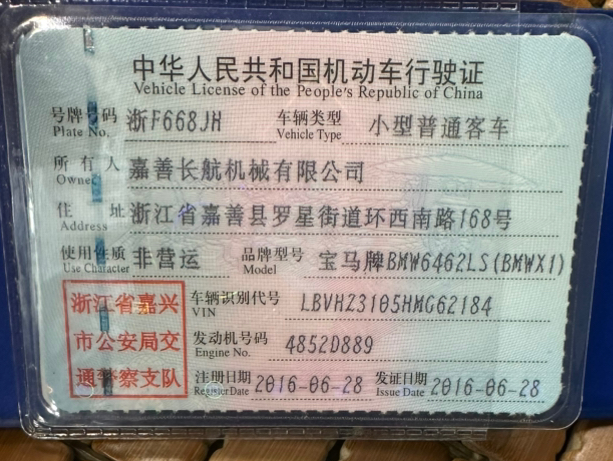 中华人民共和国机动车行驶证
Vehicle License of the People's Republic of China
号牌号码 浙F668JH 车辆类型 小型普通客车
Plate No. Vehicle Type
所有人 嘉善长航机械有限公司
Owner
住址 浙江省嘉善县罗星街道环西南路168号
Address
使用性质 非营运 品牌型号 宝马牌BMW6462LS(BMWX1)
Use Character Model
浙江省嘉兴
市公安局交
通警察支队
车辆识别代号 LBVHZ3105HMG62184
VIN
发动机号码 4852D889
Engine No.
注册日期 2016-06-28 发证日期 2016-06-28
Register Date Issue Date